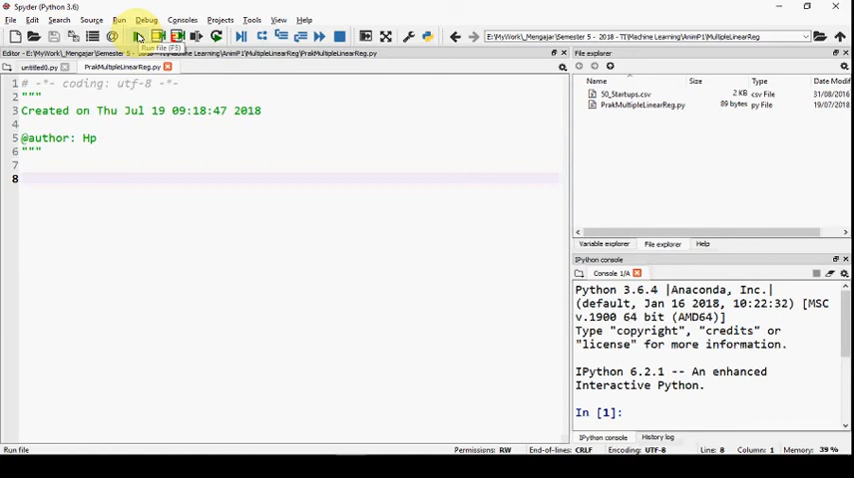 Spyder (Python 3.6)
File Edit Search Source Run Debug Consoles Projects Tools View Help
E:\MyWork\_Mengajar\Semester 5 - 2018 - TI\Machine Learning\AnimP1\MultipleLinearReg
Run file (F5)
Editor - E:\MyWork\_Mengajar\Semester 5 - 2018 - TI\Machine Learning\AnimP1\MultipleLinearReg\PrakMultipleLinearReg.py
File explorer
untitled0.py PrakMultipleLinearReg.py
1 # -*- coding: utf-8 -*-
2 """
3 Created on Thu Jul 19 09:18:47 2018
4
5 @author: Hp
6 """
7
8
Name Size Type Date Modif
50_Startups.csv 2 KB csv File 31/08/2016
PrakMultipleLinearReg.py 89 bytes py File 19/07/2018
Variable explorer File explorer Help
IPython console
Console 1/A
Python 3.6.4 |Anaconda, Inc.|
(default, Jan 16 2018, 10:22:32) [MSC
v.1900 64 bit (AMD64)]
Type "copyright", "credits" or
"license" for more information.
IPython 6.2.1 -- An enhanced
Interactive Python.
In [1]:
IPython console History log
Run file Permissions: RW End-of-lines: CRLF Encoding: UTF-8 Line: 8 Column: 1 Memory: 39 %